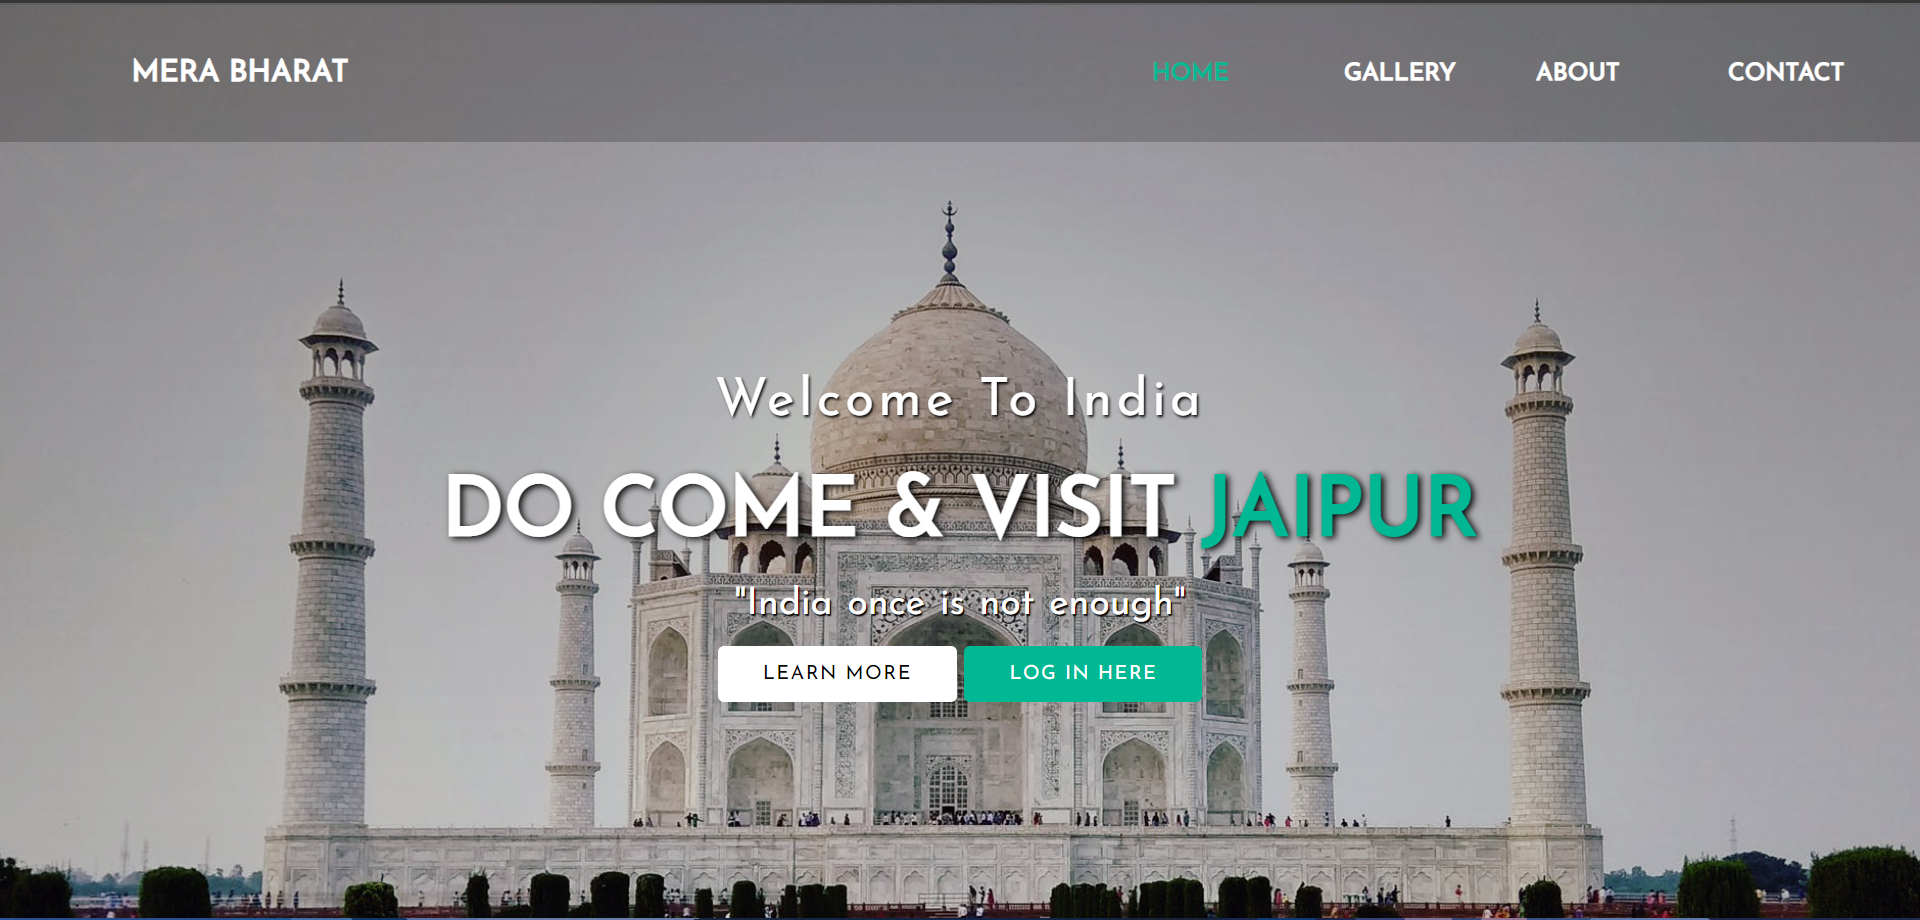 MERA BHARAT
HOME GALLERY ABOUT CONTACT
Welcome To India
DO COME & VISIT JAIPUR
"India once is not enough"
LEARN MORE LOG IN HERE